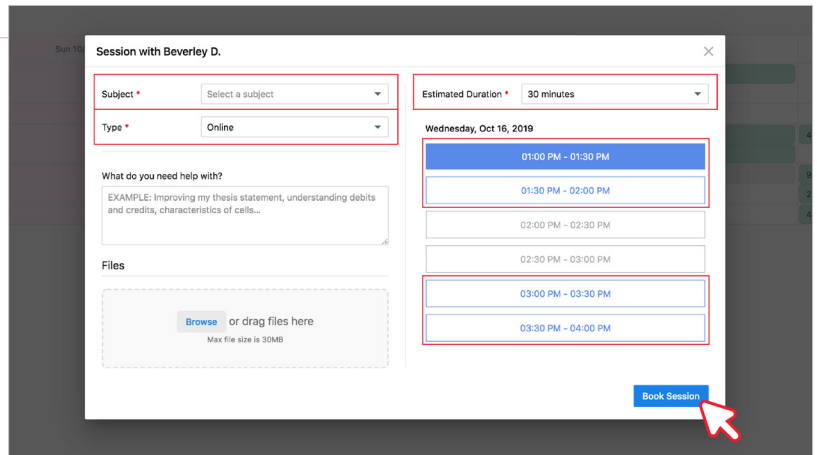 Sun 10/
Session with Beverley D.
Subject *
Select a subject
Type *
Online
What do you need help with?
EXAMPLE: Improving my thesis statement, understanding debits
and credits, characteristics of cells...
Files
Browse or drag files here
Max file size is 30MB
Estimated Duration *
30 minutes
Wednesday, Oct 16, 2019
01:00 PM - 01:30 PM
01:30 PM - 02:00 PM
02:00 PM - 02:30 PM
02:30 PM - 03:00 PM
03:00 PM - 03:30 PM
03:30 PM - 04:00 PM
Book Session
4
9
2
4